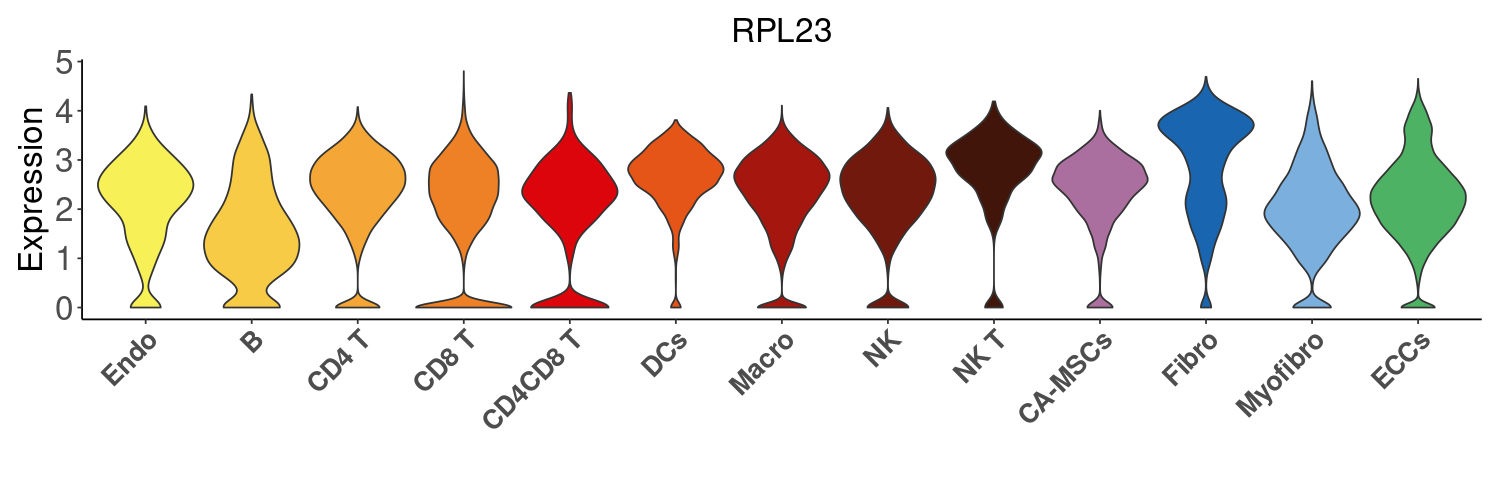 RPL23
Expression
5
4
3
2
1
0
Endo
B
CD4 T
CD8 T
CD4CD8 T
DCs
Macro
NK
NK T
CA-MSCs
Fibro
Myofibro
ECCs